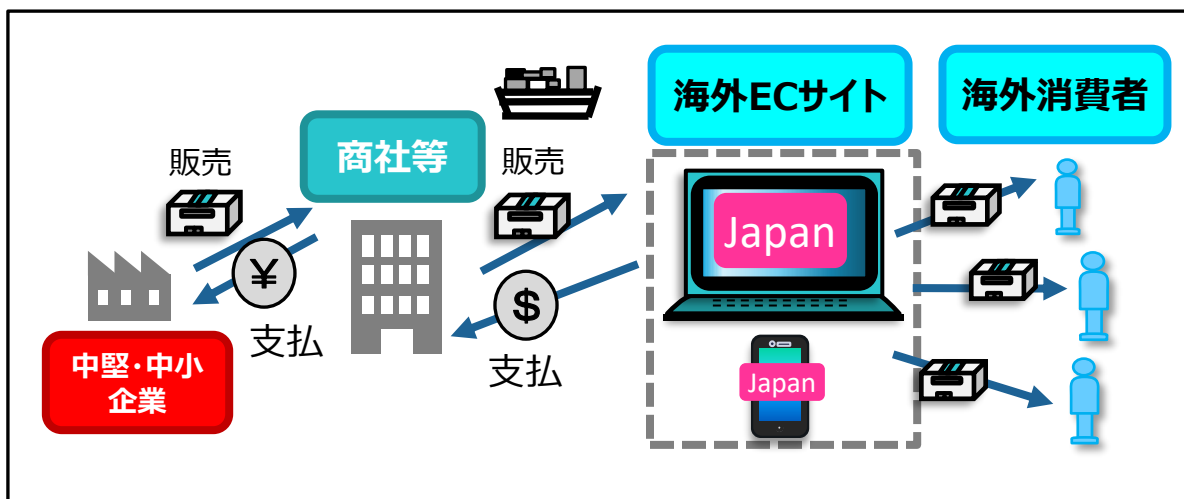 海外ECサイト
海外消費者
商社等
販売
販売
Japan
¥
$
支払
支払
Japan
中堅・中小
企業